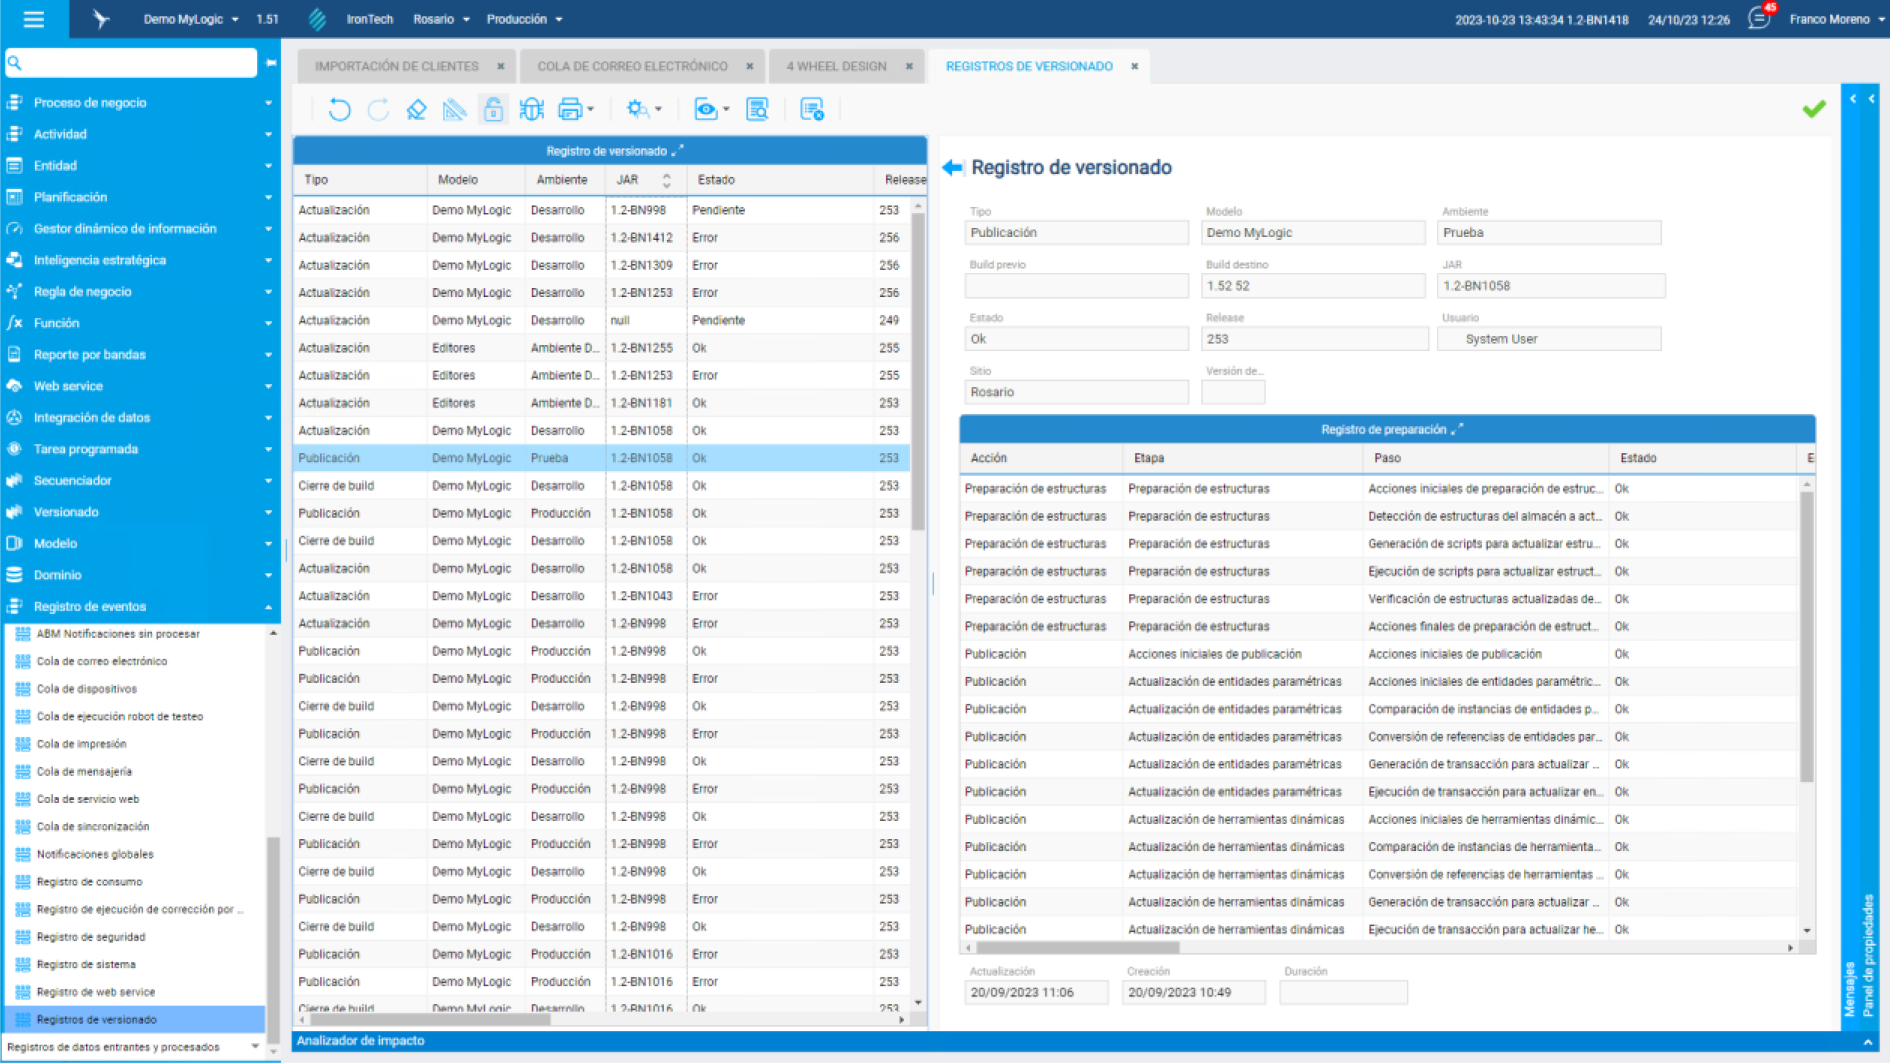 Demo MyLogic 1.51 IronTech Rosario Producción 2023-10-23 13:43:34 1.2-BN1418 24/10/23 12:26 45 Franco Moreno
IMPORTACIÓN DE CLIENTES COLA DE CORREO ELECTRÓNICO 4 WHEEL DESIGN REGISTROS DE VERSIONADO
Proceso de negocio
Actividad
Entidad
Planificación
Gestor dinámico de información
Inteligencia estratégica
Regla de negocio
Función
Reporte por bandas
Web service
Integración de datos
Tarea programada
Secuenciador
Versionado
Modelo
Dominio
Registro de eventos
ABM Notificaciones sin procesar
Cola de correo electrónico
Cola de dispositivos
Cola de ejecución robot de testeo
Cola de impresión
Cola de mensajería
Cola de servicio web
Cola de sincronización
Notificaciones globales
Registro de consumo
Registro de ejecución de corrección por ...
Registro de seguridad
Registro de sistema
Registro de web service
Registros de versionado
Registros de datos entrantes y procesados
Registro de versionado
Tipo Modelo Ambiente JAR Estado Release
Actualización Demo MyLogic Desarrollo 1.2-BN998 Pendiente 253
Actualización Demo MyLogic Desarrollo 1.2-BN1412 Error 256
Actualización Demo MyLogic Desarrollo 1.2-BN1309 Error 256
Actualización Demo MyLogic Desarrollo 1.2-BN1253 Error 256
Actualización Demo MyLogic Desarrollo null Pendiente 249
Actualización Editores Ambiente D... 1.2-BN1255 Ok 255
Actualización Editores Ambiente D... 1.2-BN1253 Error 255
Actualización Editores Ambiente D... 1.2-BN1181 Ok 253
Actualización Demo MyLogic Desarrollo 1.2-BN1058 Ok 253
Publicación Demo MyLogic Prueba 1.2-BN1058 Ok 253
Cierre de build Demo MyLogic Desarrollo 1.2-BN1058 Ok 253
Publicación Demo MyLogic Producción 1.2-BN1058 Ok 253
Cierre de build Demo MyLogic Desarrollo 1.2-BN1058 Ok 253
Actualización Demo MyLogic Desarrollo 1.2-BN1058 Ok 253
Actualización Demo MyLogic Desarrollo 1.2-BN1043 Error 253
Actualización Demo MyLogic Desarrollo 1.2-BN998 Error 253
Publicación Demo MyLogic Producción 1.2-BN998 Ok 253
Publicación Demo MyLogic Producción 1.2-BN998 Error 253
Cierre de build Demo MyLogic Desarrollo 1.2-BN998 Ok 253
Publicación Demo MyLogic Producción 1.2-BN998 Error 253
Cierre de build Demo MyLogic Desarrollo 1.2-BN998 Ok 253
Publicación Demo MyLogic Producción 1.2-BN998 Error 253
Cierre de build Demo MyLogic Desarrollo 1.2-BN998 Ok 253
Publicación Demo MyLogic Producción 1.2-BN998 Error 253
Cierre de build Demo MyLogic Desarrollo 1.2-BN998 Ok 253
Publicación Demo MyLogic Producción 1.2-BN998 Error 253
Cierre de build Demo MyLogic Desarrollo 1.2-BN998 Ok 253
Publicación Demo MyLogic Producción 1.2-BN1016 Error 253
Publicación Demo MyLogic Producción 1.2-BN1016 Error 253
Cierre de build Demo MyLogic Desarrollo 1.2-BN1016 Ok 253
Analizador de impacto
Registro de versionado
Tipo Modelo Ambiente
Publicación Demo MyLogic Prueba
Build previo Build destino JAR
1.52 52 1.2-BN1058
Estado Release Usuario
Ok 253 System User
Sitio Versión de...
Rosario
Registro de preparación
Acción Etapa Paso Estado E
Preparación de estructuras Preparación de estructuras Acciones iniciales de preparación de estruc... Ok
Preparación de estructuras Preparación de estructuras Detección de estructuras del almacén a act... Ok
Preparación de estructuras Preparación de estructuras Generación de scripts para actualizar estru... Ok
Preparación de estructuras Preparación de estructuras Ejecución de scripts para actualizar estruct... Ok
Preparación de estructuras Preparación de estructuras Verificación de estructuras actualizadas de... Ok
Preparación de estructuras Preparación de estructuras Acciones finales de preparación de estruct... Ok
Publicación Acciones iniciales de publicación Acciones iniciales de publicación Ok
Publicación Actualización de entidades paramétricas Acciones iniciales de entidades paramétric... Ok
Publicación Actualización de entidades paramétricas Comparación de instancias de entidades p... Ok
Publicación Actualización de entidades paramétricas Conversión de referencias de entidades par... Ok
Publicación Actualización de entidades paramétricas Generación de transacción para actualizar ... Ok
Publicación Actualización de entidades paramétricas Ejecución de transacción para actualizar en... Ok
Publicación Actualización de herramientas dinámicas Acciones iniciales de herramientas dinámic... Ok
Publicación Actualización de herramientas dinámicas Comparación de instancias de herramienta... Ok
Publicación Actualización de herramientas dinámicas Conversión de referencias de herramientas ... Ok
Publicación Actualización de herramientas dinámicas Generación de transacción para actualizar ... Ok
Publicación Actualización de herramientas dinámicas Ejecución de transacción para actualizar he... Ok
Actualización Creación Duración
20/09/2023 11:06 20/09/2023 10:49
Mensajes
Panel de propiedades